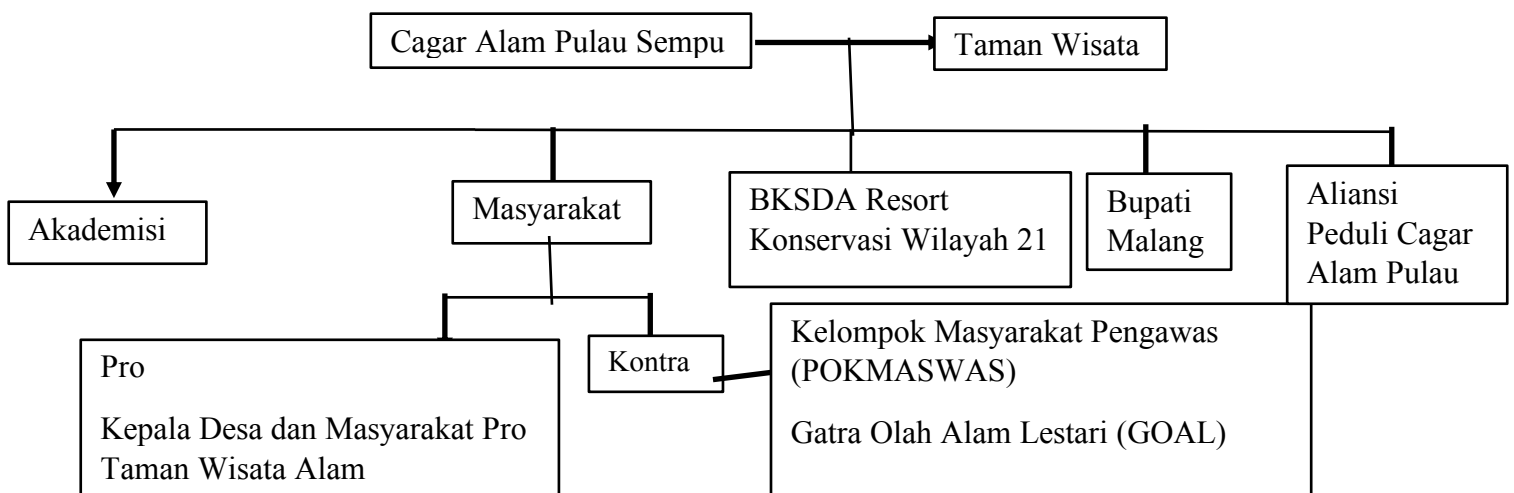 Cagar Alam Pulau Sempu
Taman Wisata
Akademisi
Masyarakat
BKSDA Resort
Konservasi Wilayah 21
Bupati
Malang
Aliansi
Peduli Cagar
Alam Pulau
Pro
Kepala Desa dan Masyarakat Pro
Taman Wisata Alam
Kontra
Kelompok Masyarakat Pengawas
(POKMASWAS)
Gatra Olah Alam Lestari (GOAL)